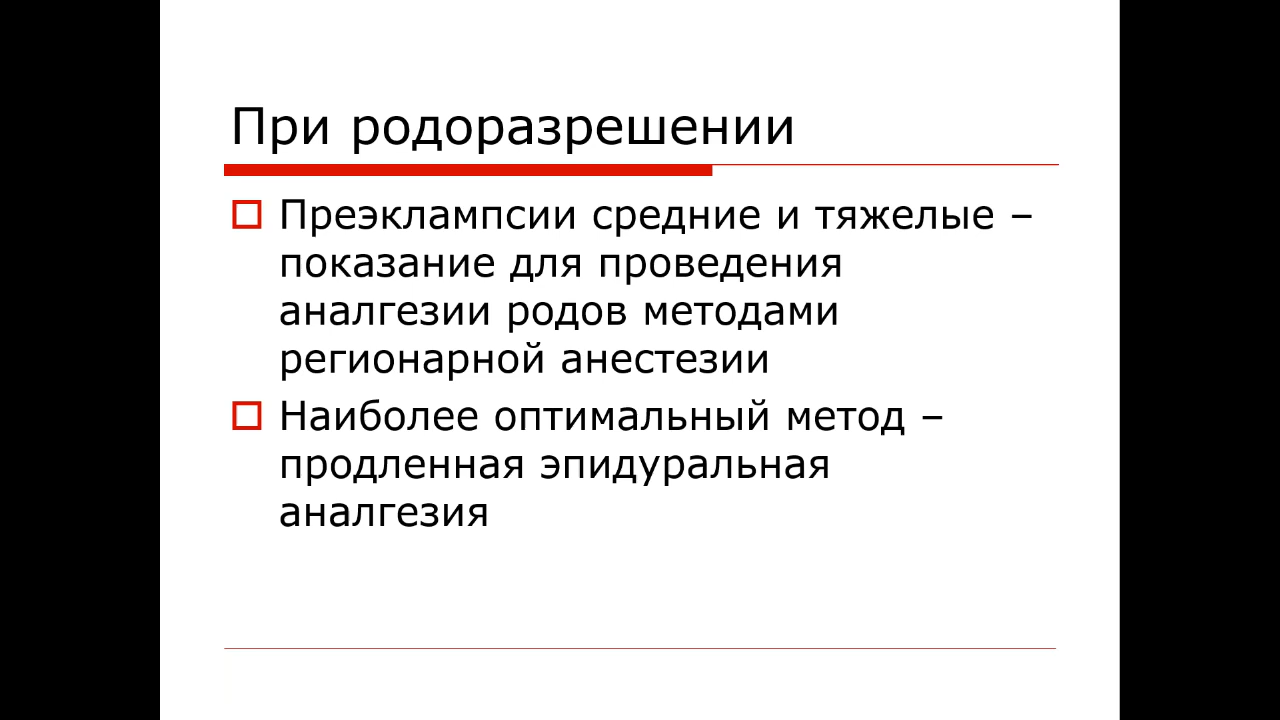 При родоразрешении
Преэклампсии средние и тяжелые –
показание для проведения
аналгезии родов методами
регионарной анестезии
Наиболее оптимальный метод –
продленная эпидуральная
аналгезия